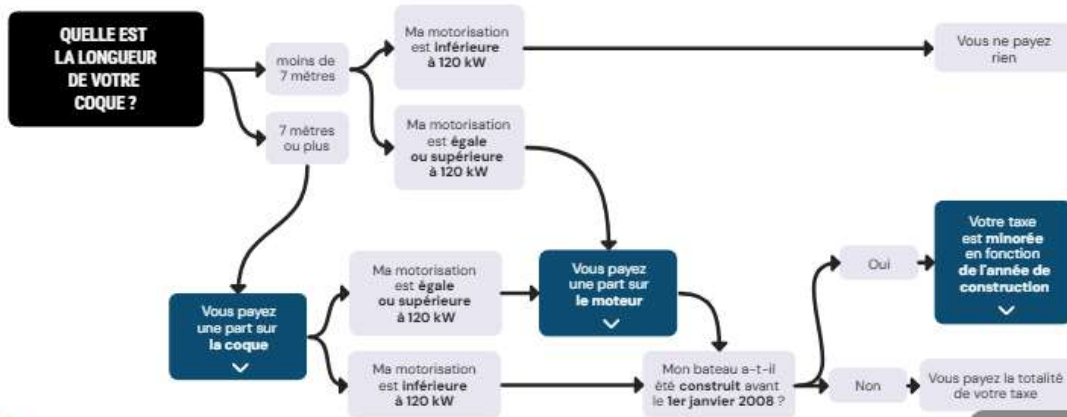 QUELLE EST
LA LONGUEUR
DE VOTRE
COQUE ?
moins de
7 mètres
7 mètres
ou plus
Ma motorisation
est inférieure
à 120 kW
Vous ne payez
rien
Ma motorisation
est égale
ou supérieure
à 120 kW
Vous payez
une part sur
la coque
Ma motorisation
est égale
ou supérieure
à 120 kW
Ma motorisation
est inférieure
à 120 kW
Vous payez
une part sur
le moteur
Mon bateau a-t-il
été construit avant
le 1er janvier 2008 ?
Oui
Votre taxe
est minorée
en fonction
de l'année de
construction
Non
Vous payez la totalité
de votre taxe